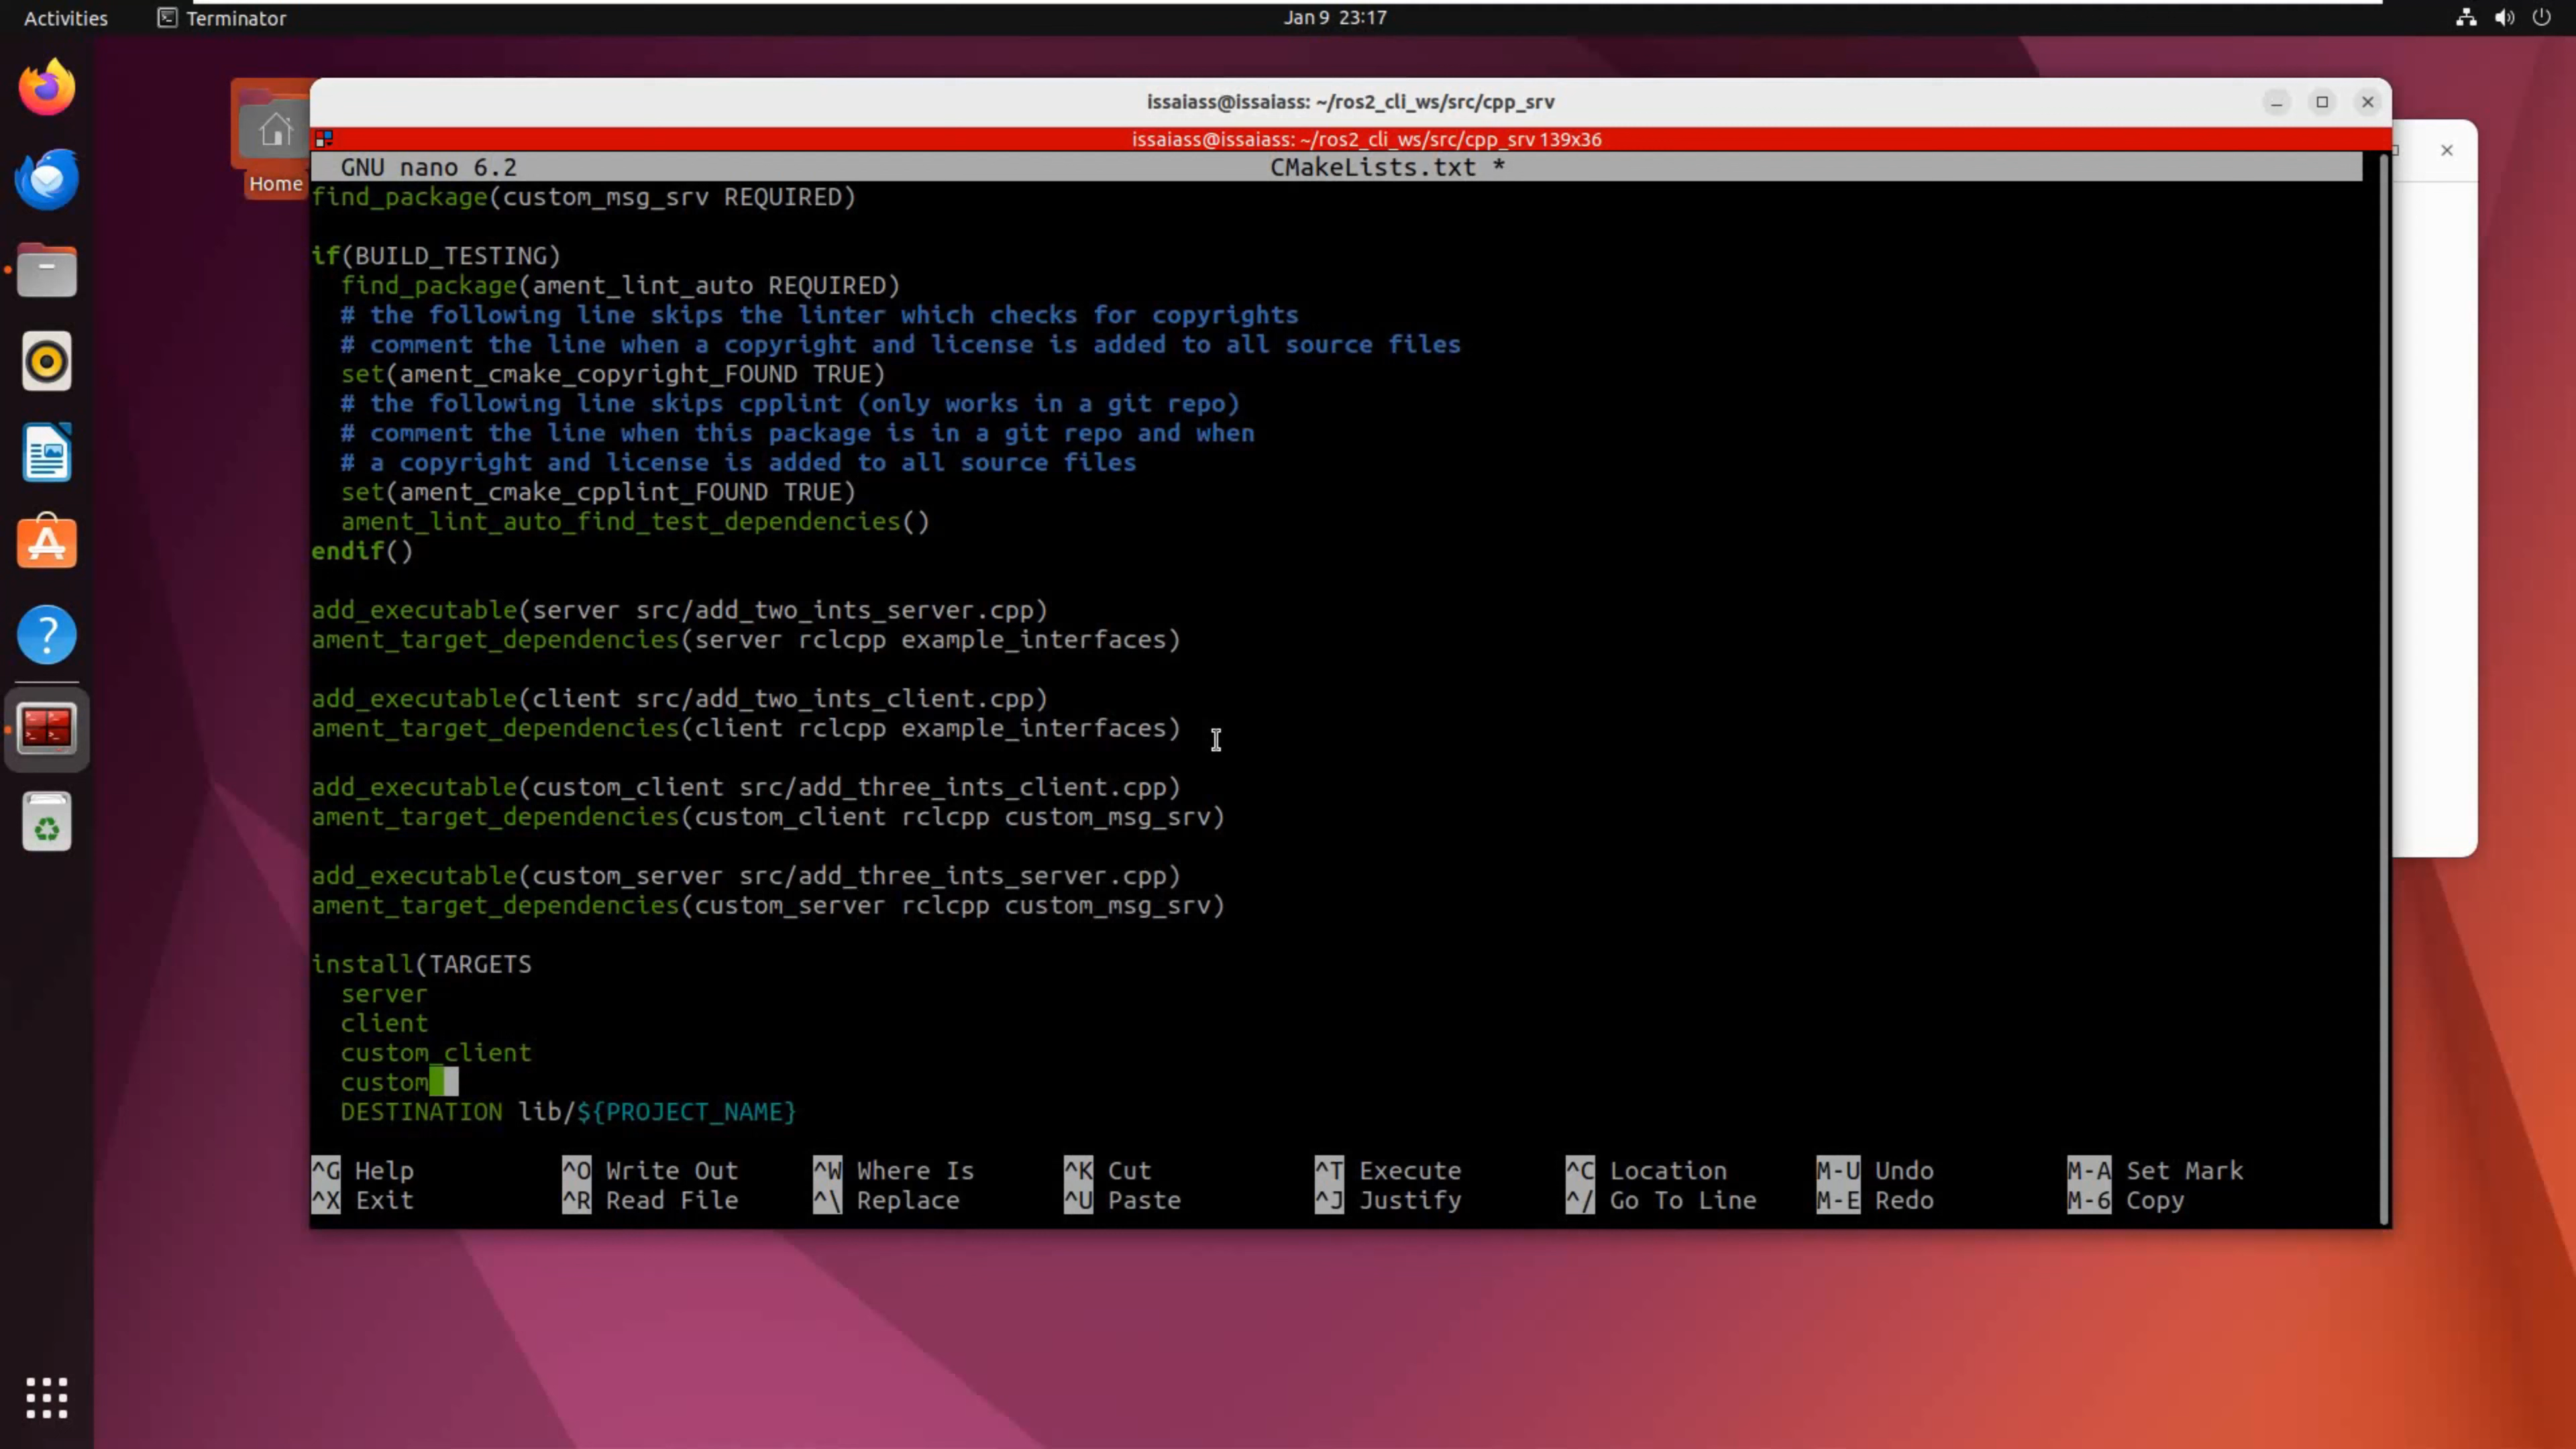 Activities
Terminator
Jan 9 23:17
Home
issaiass@issaiass: ~/ros2_cli_ws/src/cpp_srv
issaiass@issaiass: ~/ros2_cli_ws/src/cpp_srv 139x36
GNU nano 6.2 CMakeLists.txt *
find_package(custom_msg_srv REQUIRED)
if(BUILD_TESTING)
find_package(ament_lint_auto REQUIRED)
# the following line skips the linter which checks for copyrights
# comment the line when a copyright and license is added to all source files
set(ament_cmake_copyright_FOUND TRUE)
# the following line skips cpplint (only works in a git repo)
# comment the line when this package is in a git repo and when
# a copyright and license is added to all source files
set(ament_cmake_cpplint_FOUND TRUE)
ament_lint_auto_find_test_dependencies()
endif()
add_executable(server src/add_two_ints_server.cpp)
ament_target_dependencies(server rclcpp example_interfaces)
add_executable(client src/add_two_ints_client.cpp)
ament_target_dependencies(client rclcpp example_interfaces)
add_executable(custom_client src/add_three_ints_client.cpp)
ament_target_dependencies(custom_client rclcpp custom_msg_srv)
add_executable(custom_server src/add_three_ints_server.cpp)
ament_target_dependencies(custom_server rclcpp custom_msg_srv)
install(TARGETS
server
client
custom_client
custom
DESTINATION lib/${PROJECT_NAME}
^G Help ^O Write Out ^W Where Is ^K Cut ^T Execute ^C Location M-U Undo M-A Set Mark
^X Exit ^R Read File ^\ Replace ^U Paste ^J Justify ^/ Go To Line M-E Redo M-6 Copy